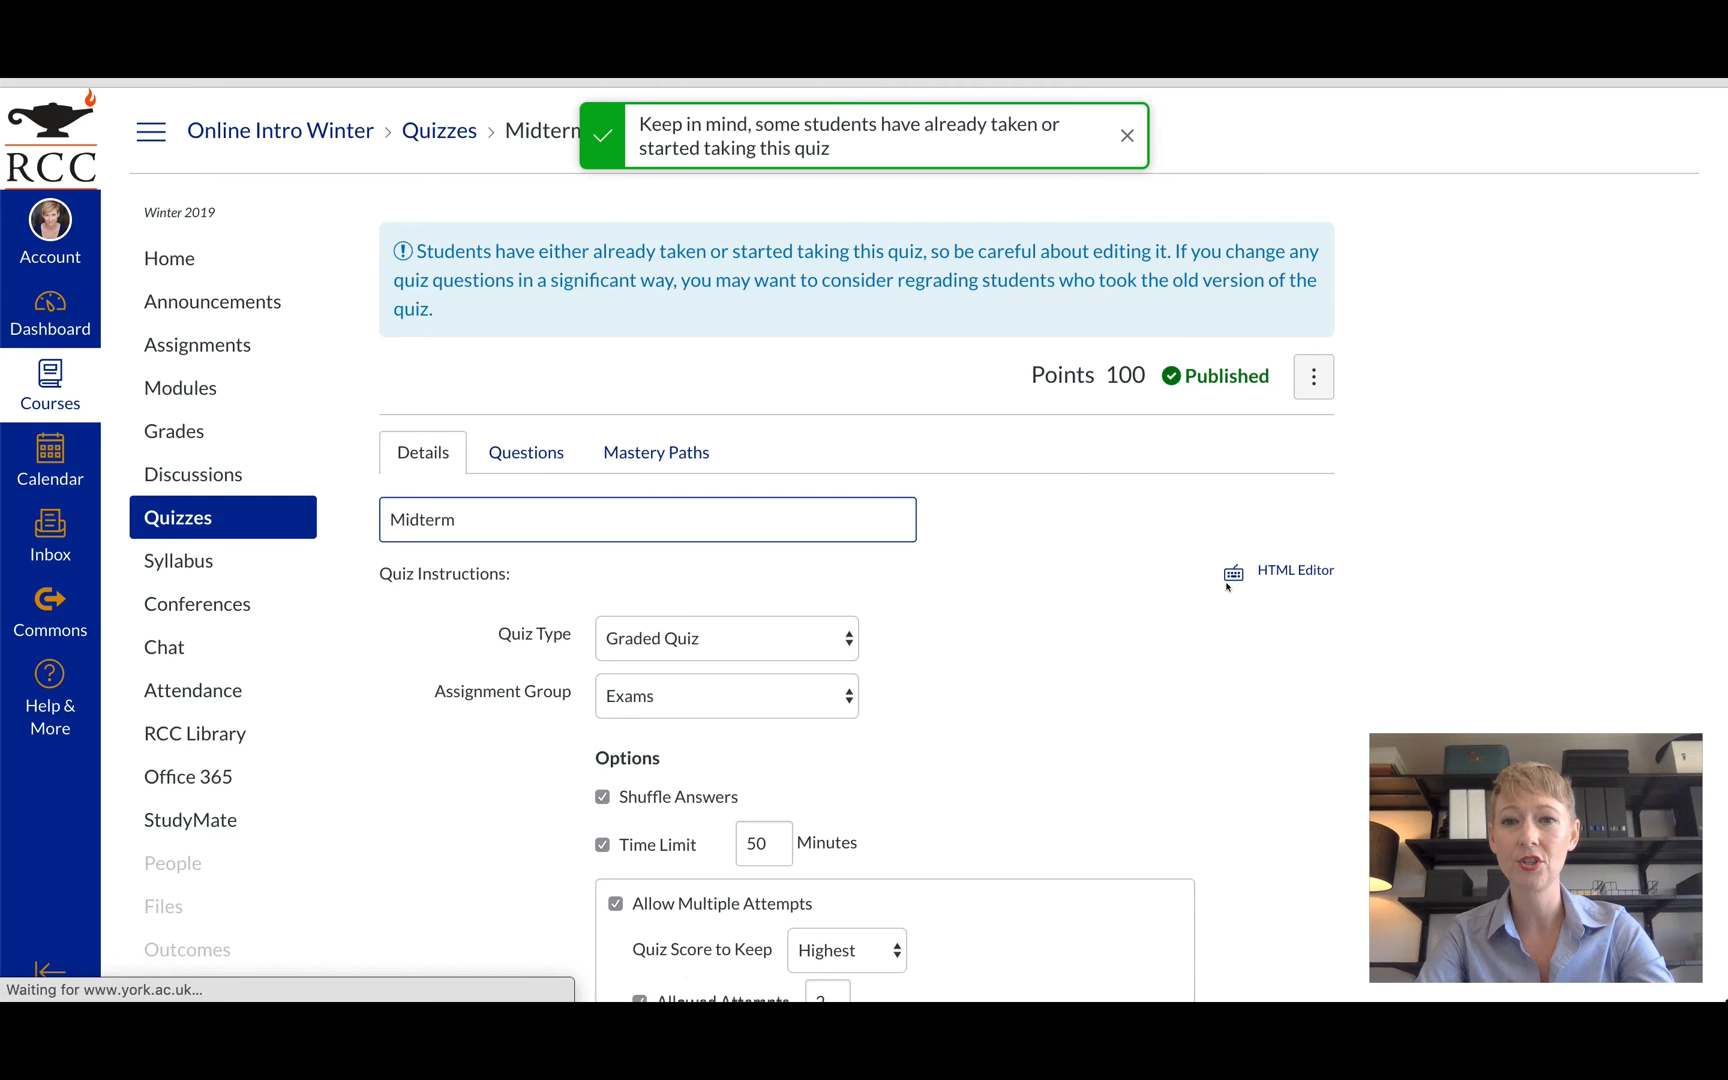 RCC
Account
Dashboard
Courses
Calendar
Inbox
Commons
Help &
More
Online Intro Winter › Quizzes › Midterm
Keep in mind, some students have already taken or
started taking this quiz
Winter 2019
Home
Announcements
Assignments
Modules
Grades
Discussions
Quizzes
Syllabus
Conferences
Chat
Attendance
RCC Library
Office 365
StudyMate
People
Files
Outcomes
Students have either already taken or started taking this quiz, so be careful about editing it. If you change any
quiz questions in a significant way, you may want to consider regrading students who took the old version of the
quiz.
Points 100 Published
Details Questions Mastery Paths
Midterm
Quiz Instructions:
HTML Editor
Quiz Type Graded Quiz
Assignment Group Exams
Options
Shuffle Answers
Time Limit 50 Minutes
Allow Multiple Attempts
Quiz Score to Keep Highest
Allowed Attempts 2
Waiting for www.york.ac.uk...